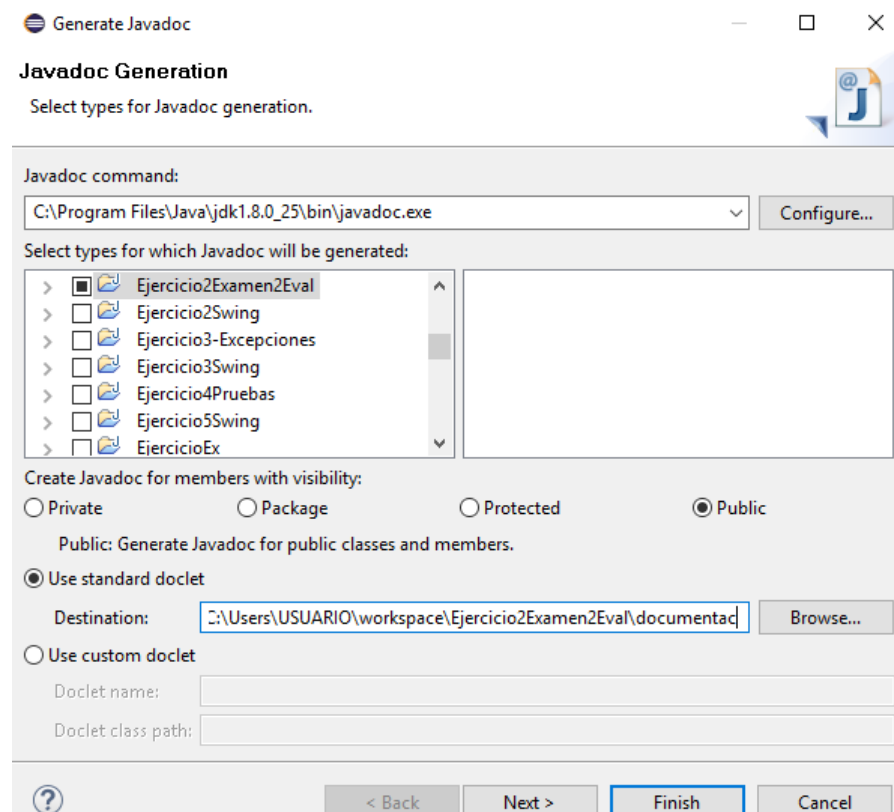 Generate Javadoc
Javadoc Generation
Select types for Javadoc generation.
@
J
Javadoc command:
C:\Program Files\Java\jdk1.8.0_25\bin\javadoc.exe
Configure...
Select types for which Javadoc will be generated:
Ejercicio2Examen2Eval
Ejercicio2Swing
Ejercicio3-Excepciones
Ejercicio3Swing
Ejercicio4Pruebas
Ejercicio5Swing
EjercicioEx
Create Javadoc for members with visibility:
Private Package Protected Public
Public: Generate Javadoc for public classes and members.
Use standard doclet
Destination: C:\Users\USUARIO\workspace\Ejercicio2Examen2Eval\documentac Browse...
Use custom doclet
Doclet name:
Doclet class path:
? < Back Next > Finish Cancel